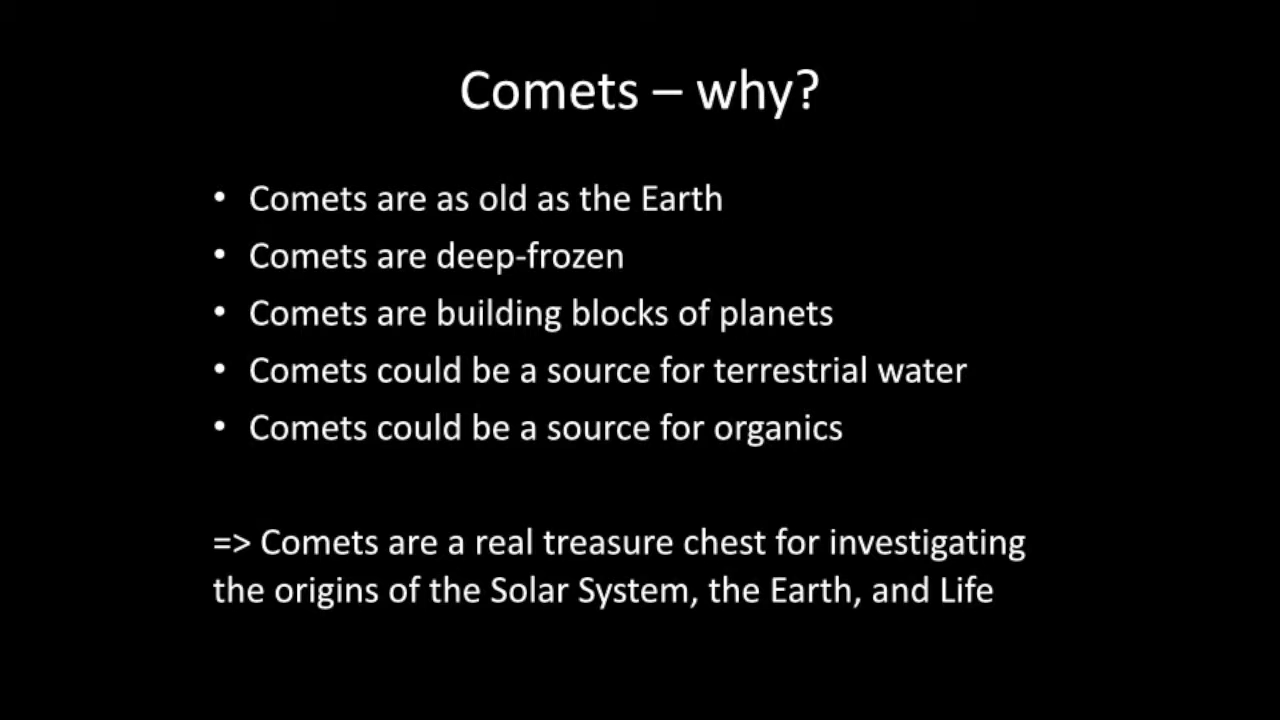 Comets – why?
• Comets are as old as the Earth
• Comets are deep-frozen
• Comets are building blocks of planets
• Comets could be a source for terrestrial water
• Comets could be a source for organics
=> Comets are a real treasure chest for investigating
the origins of the Solar System, the Earth, and Life